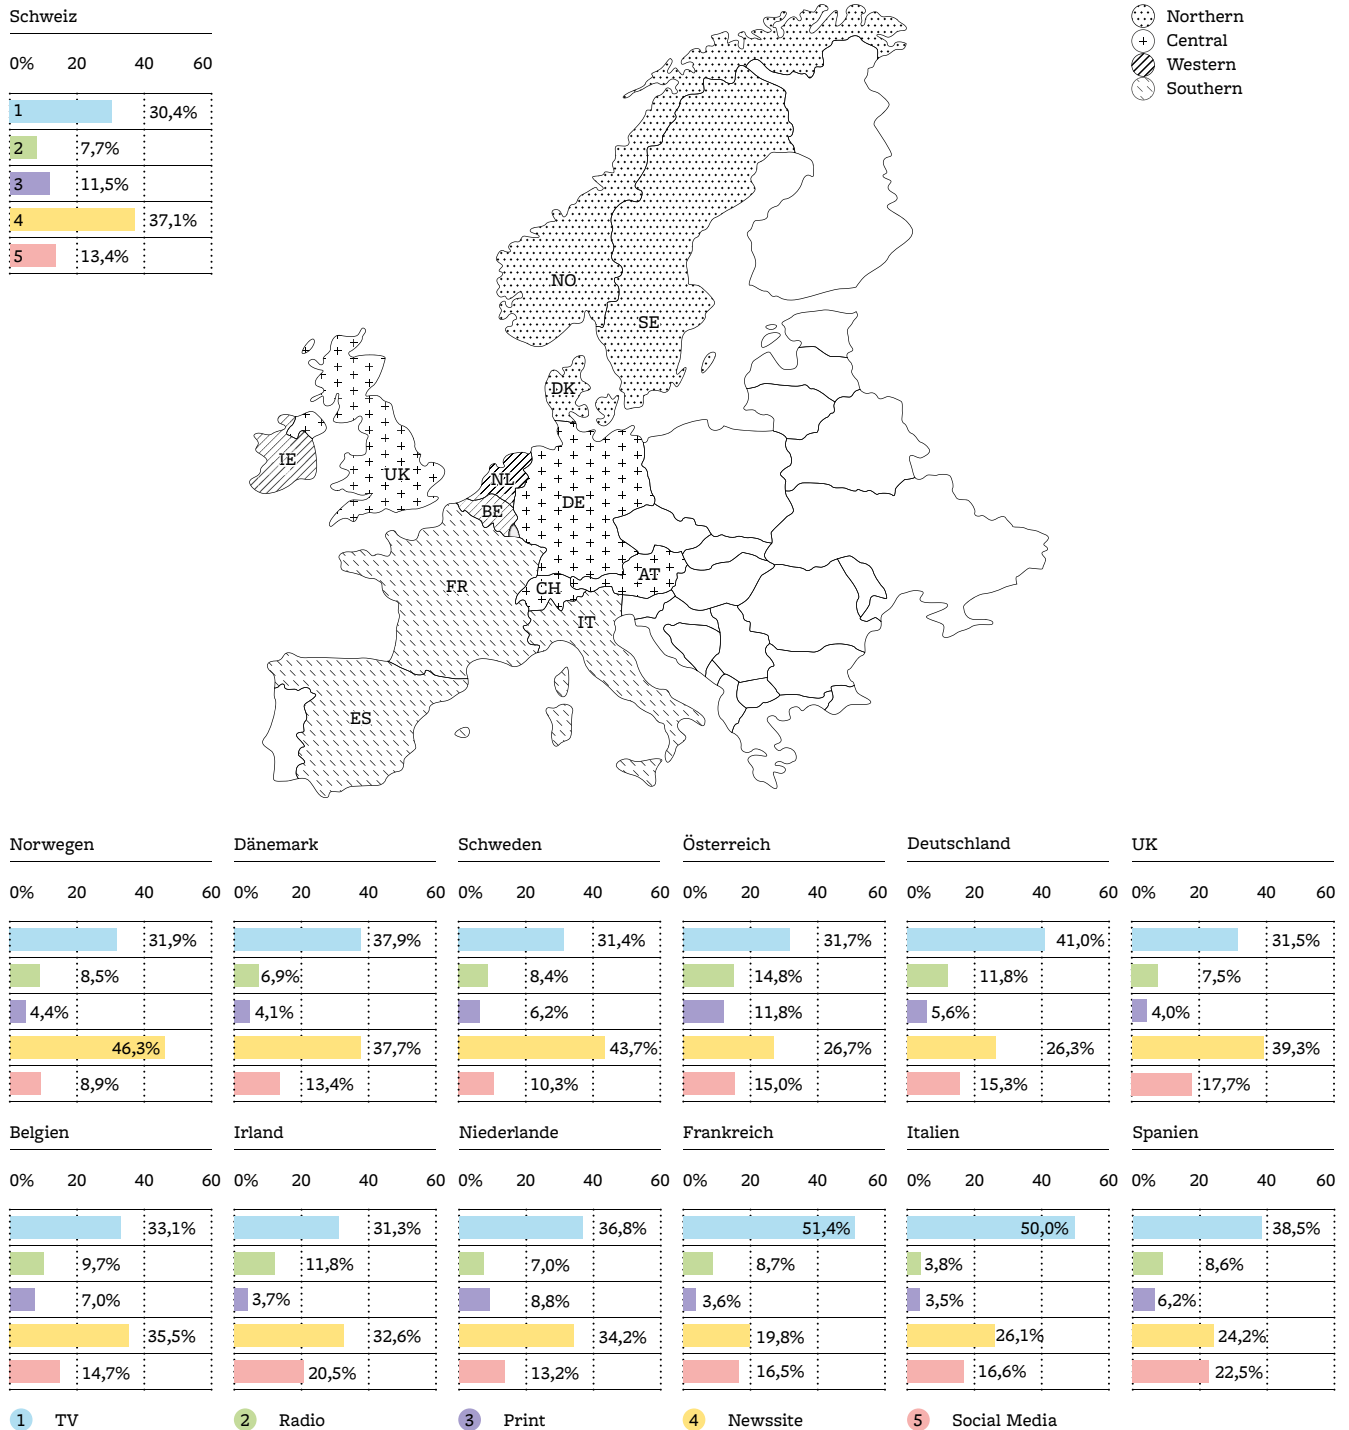 Schweiz
0% 20 40 60
1 30,4%
2 7,7%
3 11,5%
4 37,1%
5 13,4%
Northern
Central
Western
Southern
NO
SE
DK
IE
UK
NL
BE
DE
FR
CH
AT
IT
ES
Norwegen
0% 20 40 60
31,9%
8,5%
4,4%
46,3%
8,9%
Dänemark
0% 20 40 60
37,9%
6,9%
4,1%
37,7%
13,4%
Schweden
0% 20 40 60
31,4%
8,4%
6,2%
43,7%
10,3%
Österreich
0% 20 40 60
31,7%
14,8%
11,8%
26,7%
15,0%
Deutschland
0% 20 40 60
41,0%
11,8%
5,6%
26,3%
15,3%
UK
0% 20 40 60
31,5%
7,5%
4,0%
39,3%
17,7%
Belgien
0% 20 40 60
33,1%
9,7%
7,0%
35,5%
14,7%
Irland
0% 20 40 60
31,3%
11,8%
3,7%
32,6%
20,5%
Niederlande
0% 20 40 60
36,8%
7,0%
8,8%
34,2%
13,2%
Frankreich
0% 20 40 60
51,4%
8,7%
3,6%
19,8%
16,5%
Italien
0% 20 40 60
50,0%
3,8%
3,5%
26,1%
16,6%
Spanien
0% 20 40 60
38,5%
8,6%
6,2%
24,2%
22,5%
1 TV
2 Radio
3 Print
4 Newssite
5 Social Media